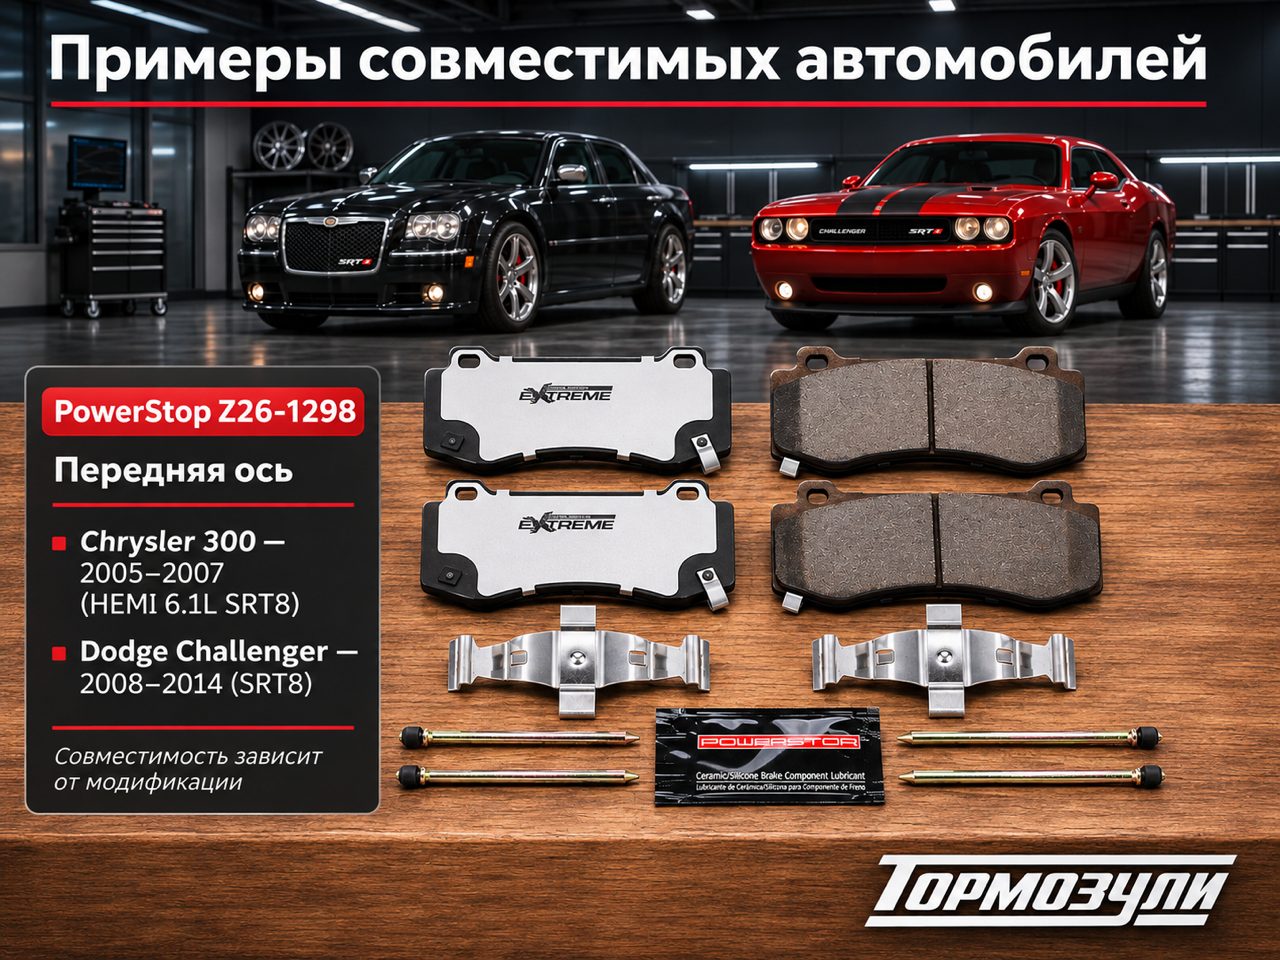 Примеры совместимых автомобилей
SRT8
CHALLENGER
SRT8
PowerStop Z26-1298
Передняя ось
Chrysler 300 –
2005–2007
(HEMI 6.1L SRT8)
Dodge Challenger –
2008–2014 (SRT8)
Совместимость зависит
от модификации
EXTREME
EXTREME
POWERSTOP
Ceramic/Silicone Brake Component Lubricant
Lubricante de Cerámica/Silicona para Componente de Freno
ТОРМОЗУЛИ